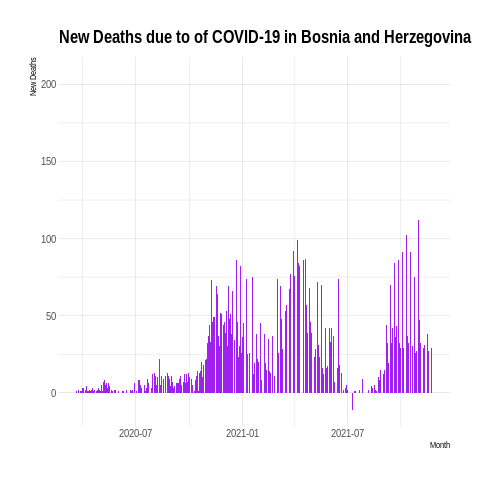 New Deaths due to of COVID-19 in Bosnia and Herzegovina
New Deaths
200
150
100
50
0
2020-07
2021-01
2021-07
Month